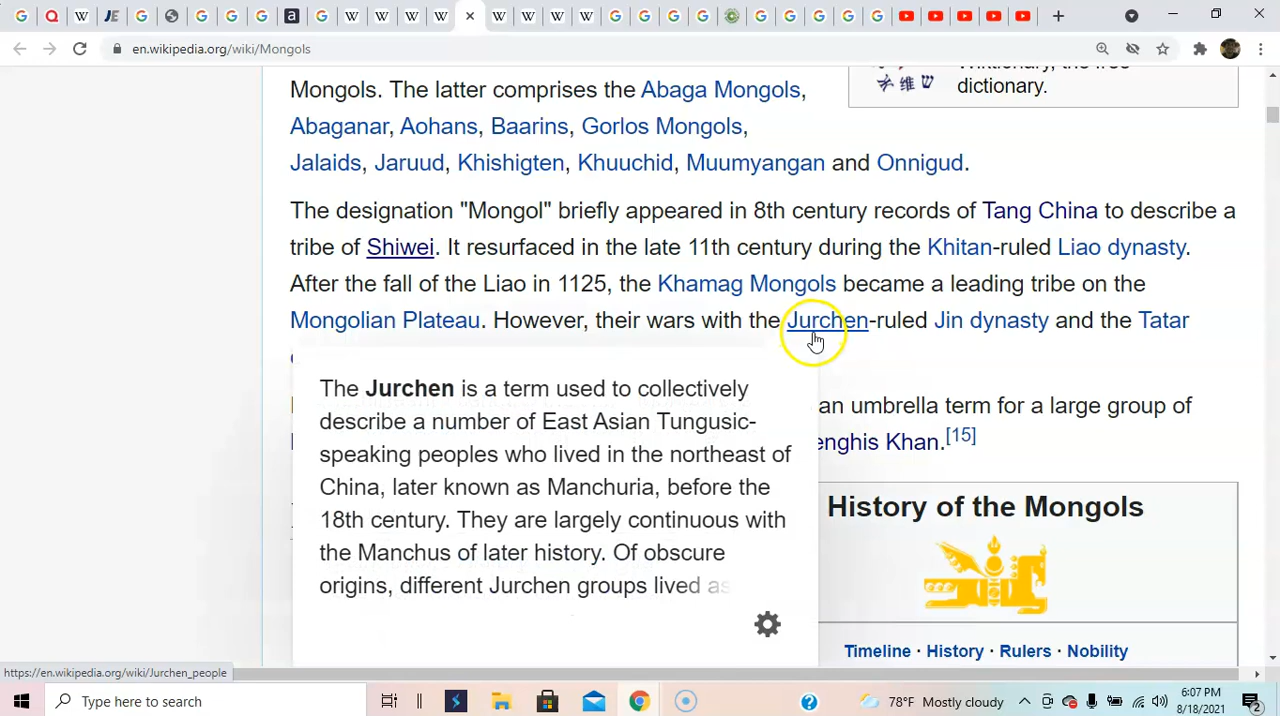 en.wikipedia.org/wiki/Mongols
Mongols. The latter comprises the Abaga Mongols,
Abaganar, Aohans, Baarins, Gorlos Mongols,
Jalaids, Jaruud, Khishigten, Khuuchid, Muumyangan and Onnigud.
dictionary.
The designation "Mongol" briefly appeared in 8th century records of Tang China to describe a
tribe of Shiwei. It resurfaced in the late 11th century during the Khitan-ruled Liao dynasty.
After the fall of the Liao in 1125, the Khamag Mongols became a leading tribe on the
Mongolian Plateau. However, their wars with the Jurchen-ruled Jin dynasty and the Tatar
an umbrella term for a large group of
enghis Khan.[15]
The Jurchen is a term used to collectively
describe a number of East Asian Tungusic-
speaking peoples who lived in the northeast of
China, later known as Manchuria, before the
18th century. They are largely continuous with
the Manchus of later history. Of obscure
origins, different Jurchen groups lived as
History of the Mongols
Timeline · History · Rulers · Nobility
https://en.wikipedia.org/wiki/Jurchen_people
Type here to search
78°F Mostly cloudy
6:07 PM
8/18/2021
2